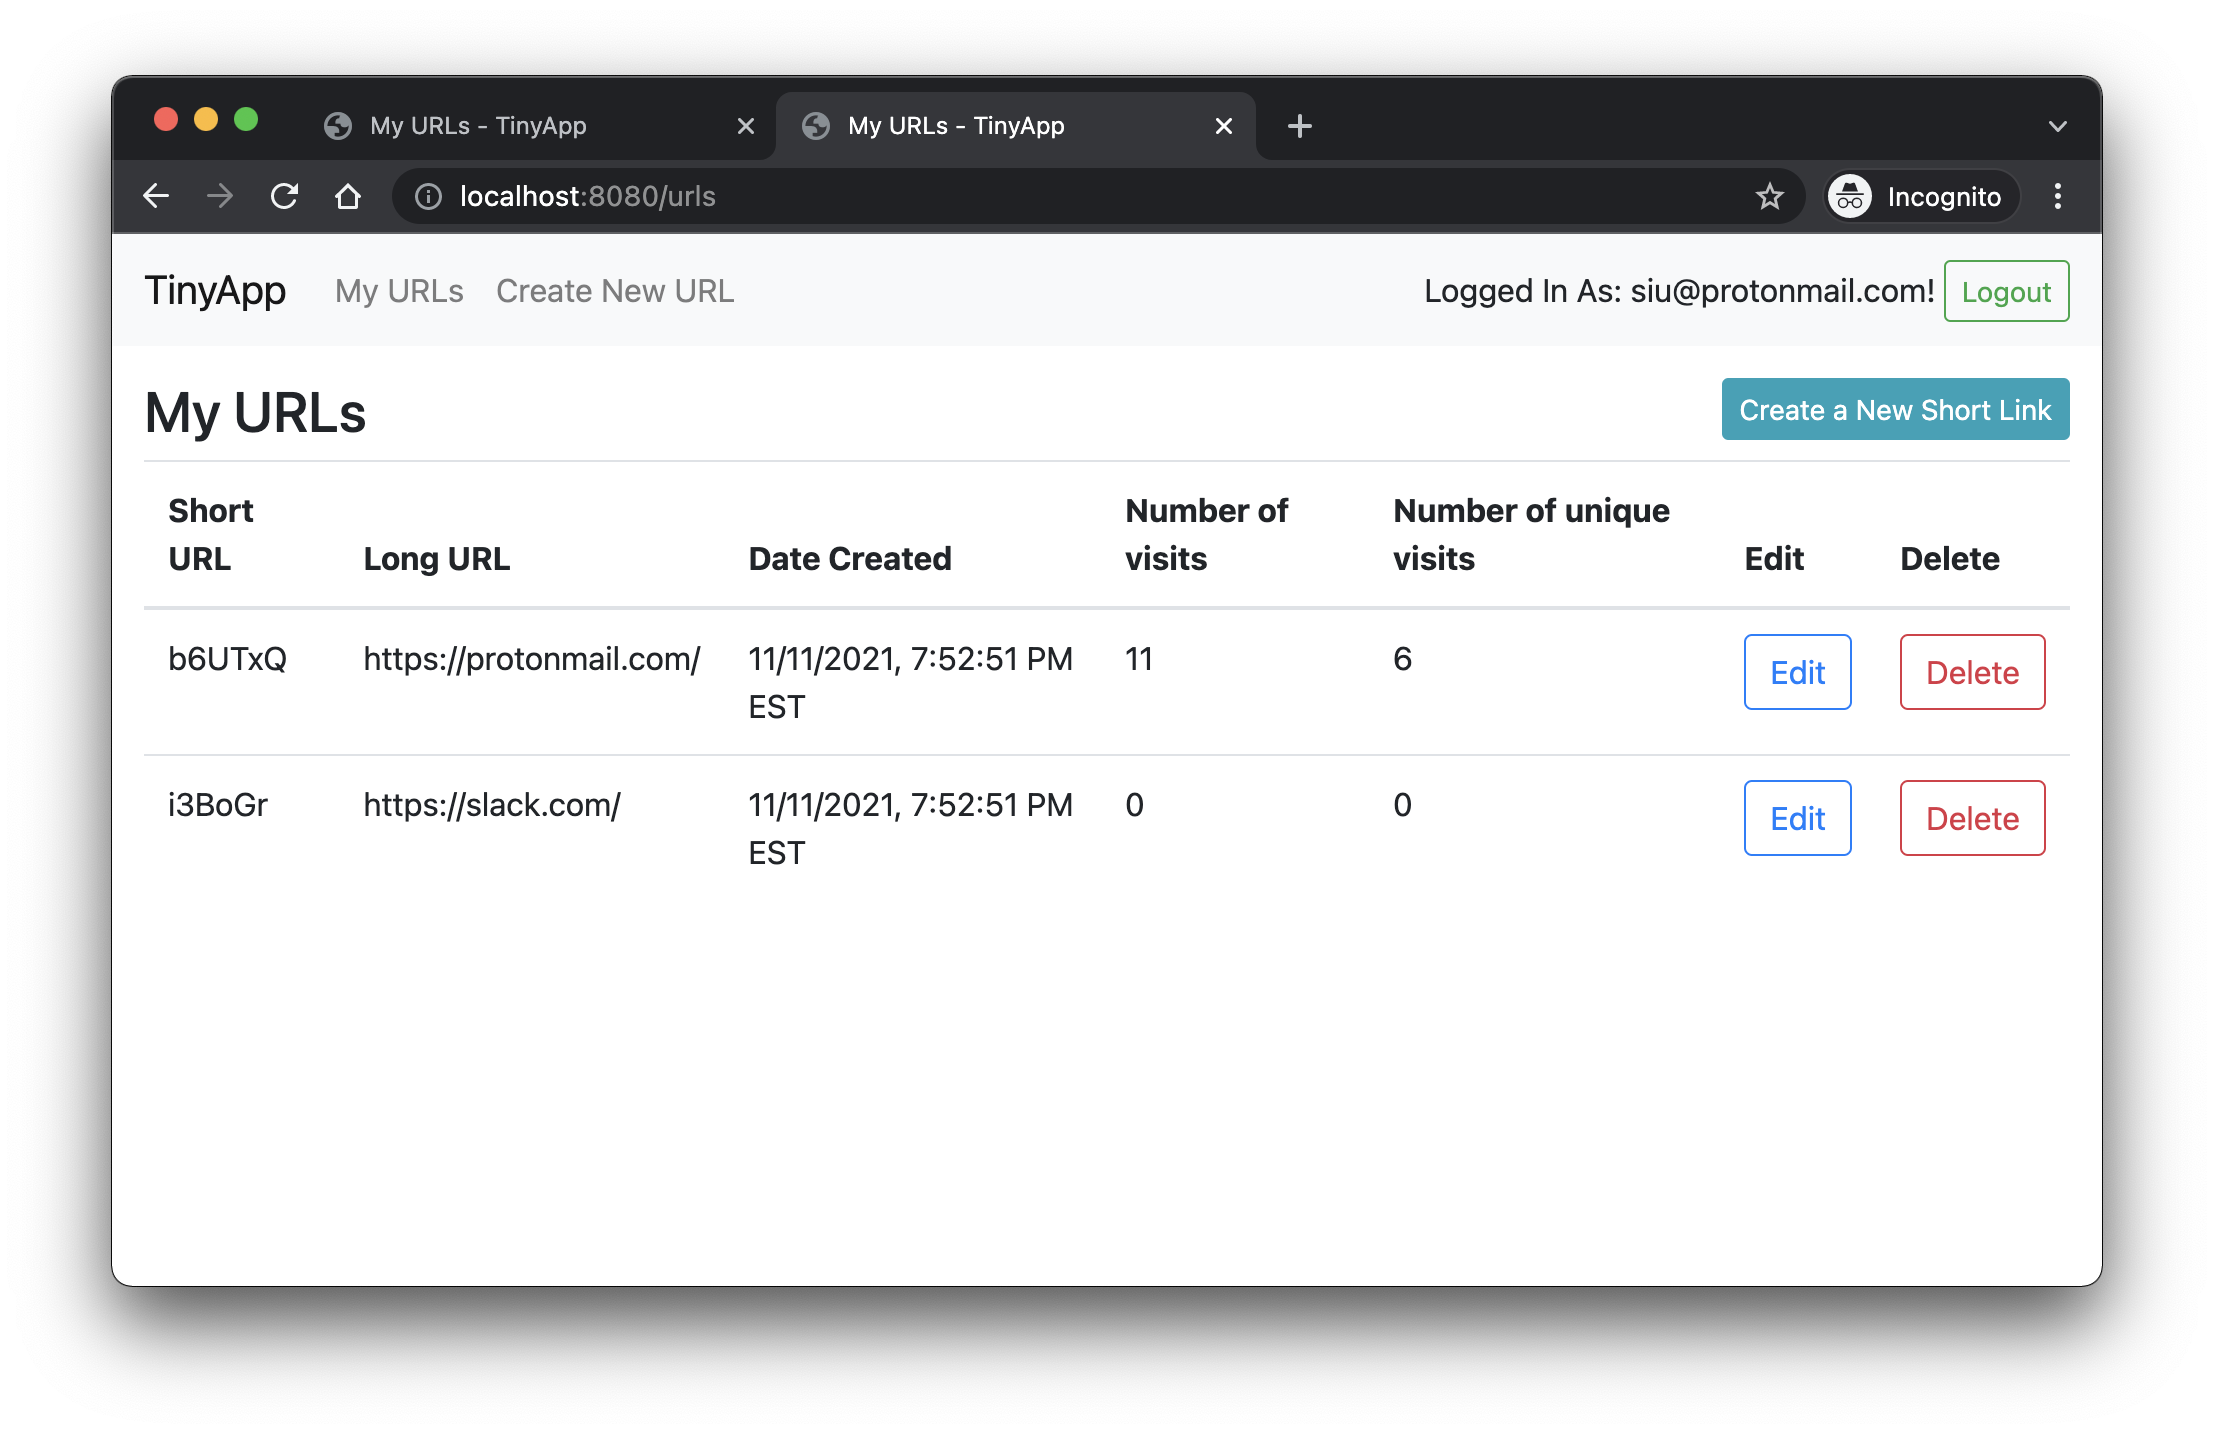 My URLs - TinyApp
My URLs - TinyApp
localhost:8080/urls
Incognito
TinyApp My URLs Create New URL Logged In As: siu@protonmail.com! Logout
My URLs Create a New Short Link
Short URL Long URL Date Created Number of visits Number of unique visits Edit Delete
b6UTxQ https://protonmail.com/ 11/11/2021, 7:52:51 PM EST 11 6 Edit Delete
i3BoGr https://slack.com/ 11/11/2021, 7:52:51 PM EST 0 0 Edit Delete